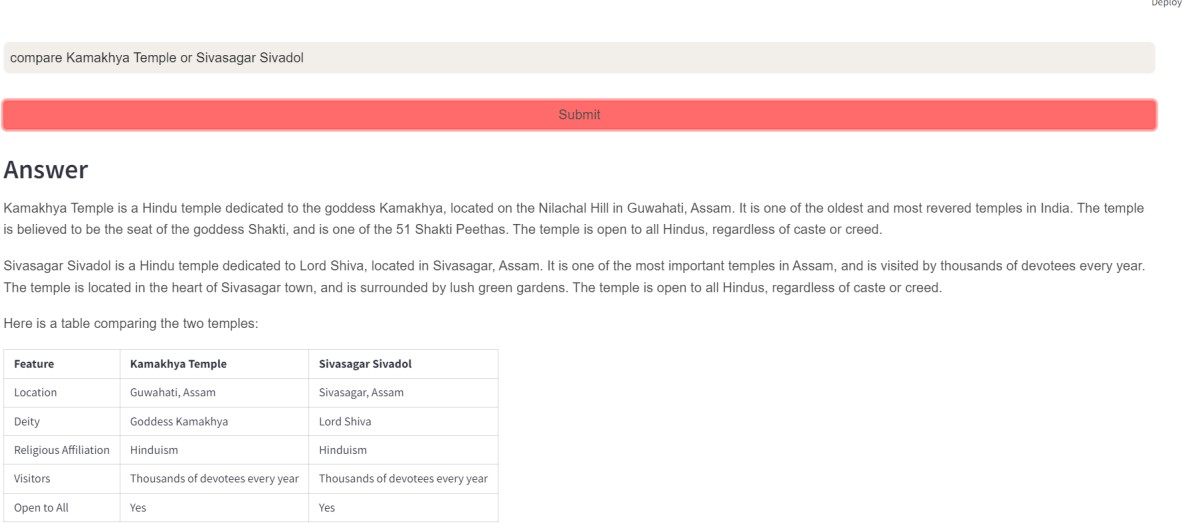 Deploy
compare Kamakhya Temple or Sivasagar Sivadol
Submit
Answer
Kamakhya Temple is a Hindu temple dedicated to the goddess Kamakhya, located on the Nilachal Hill in Guwahati, Assam. It is one of the oldest and most revered temples in India. The temple
is believed to be the seat of the goddess Shakti, and is one of the 51 Shakti Peethas. The temple is open to all Hindus, regardless of caste or creed.
Sivasagar Sivadol is a Hindu temple dedicated to Lord Shiva, located in Sivasagar, Assam. It is one of the most important temples in Assam, and is visited by thousands of devotees every year.
The temple is located in the heart of Sivasagar town, and is surrounded by lush green gardens. The temple is open to all Hindus, regardless of caste or creed.
Here is a table comparing the two temples:
Feature Kamakhya Temple Sivasagar Sivadol
Location Guwahati, Assam Sivasagar, Assam
Deity Goddess Kamakhya Lord Shiva
Religious Affiliation Hinduism Hinduism
Visitors Thousands of devotees every year Thousands of devotees every year
Open to All Yes Yes